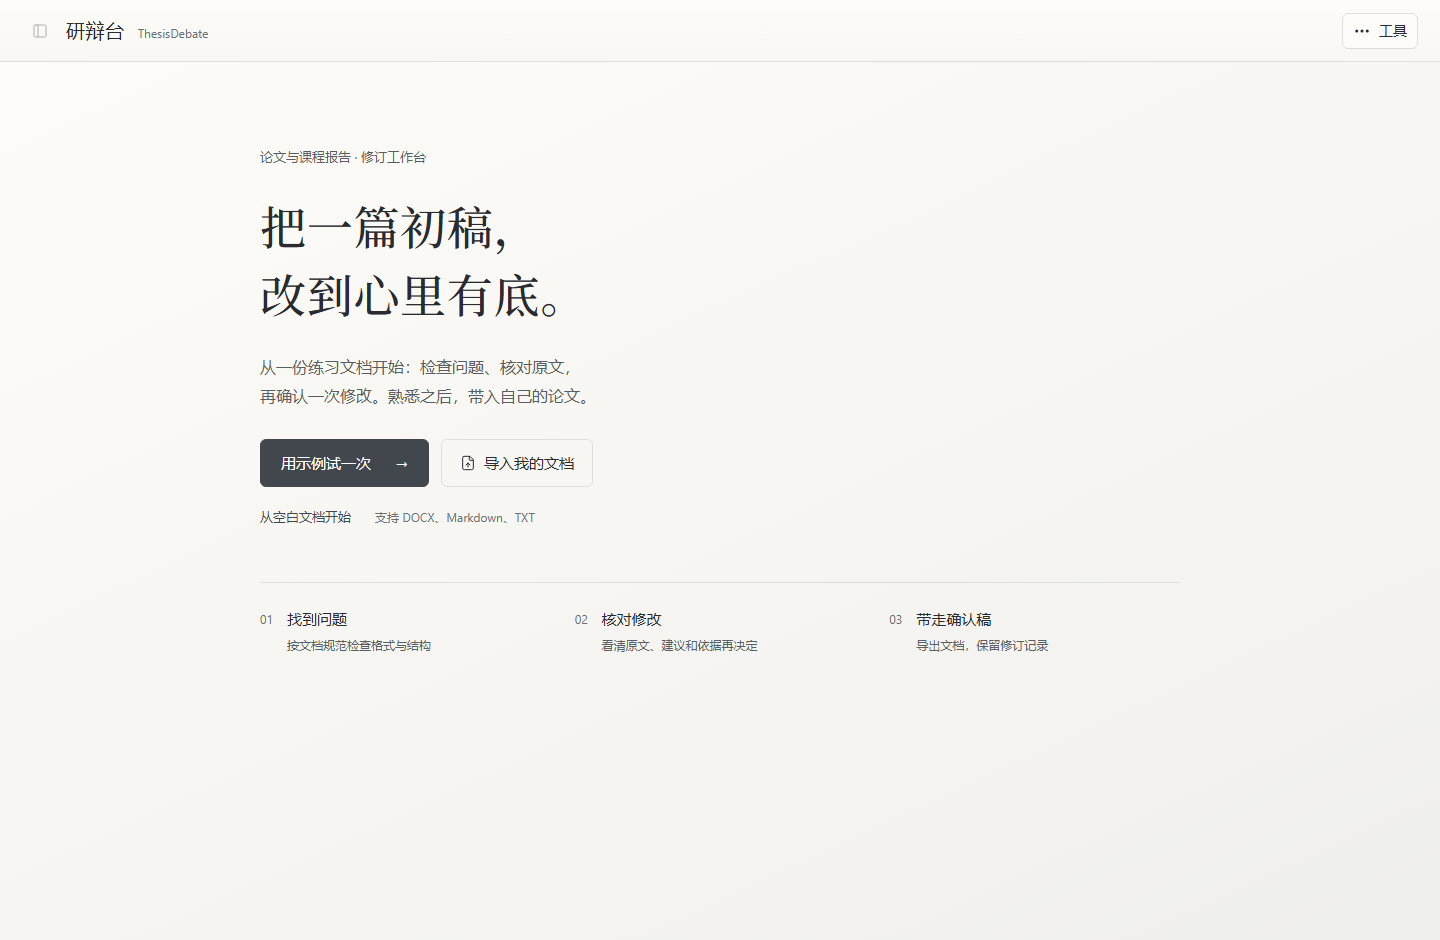 研辩台 ThesisDebate
··· 工具
论文与课程报告 · 修订工作台
把一篇初稿，
改到心里有底。
从一份练习文档开始：检查问题、核对原文，
再确认一次修改。熟悉之后，带入自己的论文。
用示例试一次 →
导入我的文档
从空白文档开始 支持 DOCX、Markdown、TXT
01 找到问题
按文档规范检查格式与结构
02 核对修改
看清原文、建议和依据再决定
03 带走确认稿
导出文档，保留修订记录